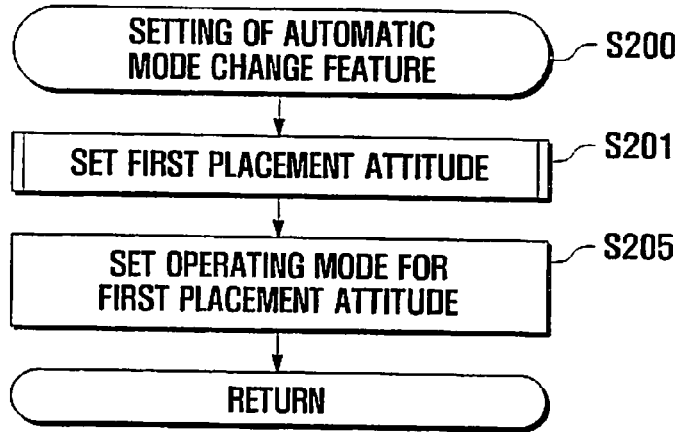 SETTING OF AUTOMATIC
MODE CHANGE FEATURE
S200
SET FIRST PLACEMENT ATTITUDE
S201
SET OPERATING MODE FOR
FIRST PLACEMENT ATTITUDE
S205
RETURN